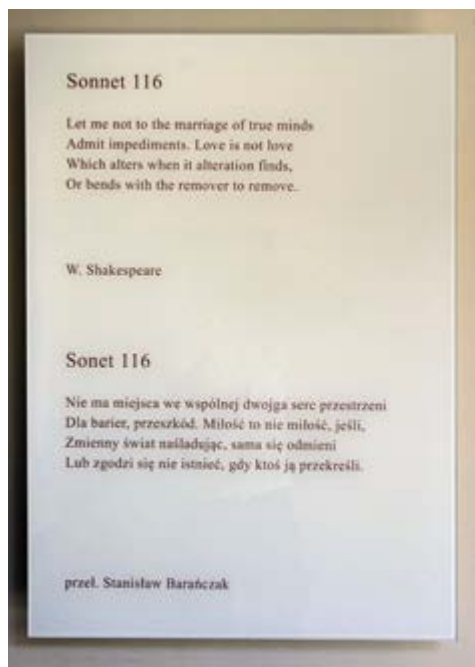 Sonnet 116
Let me not to the marriage of true minds
Admit impediments. Love is not love
Which alters when it alteration finds,
Or bends with the remover to remove.
W. Shakespeare
Sonet 116
Nie ma miejsca we wspólnej dwojga serc przestrzeni
Dla barier, przeszkód. Miłość to nie miłość, jeśli,
Zmienny świat naśladując, sama się odmieni
Lub zgodzi się nie istnieć, gdy ktoś ją przekreśli.
przeł. Stanisław Barańczak